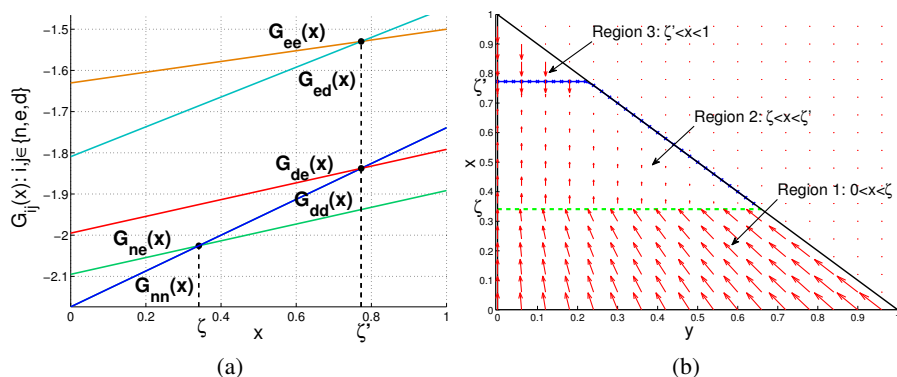 -1.5
-1.6
-1.7
-1.8
-1.9
-2
-2.1
G_ij(x): i,j∈{n,e,d}
G_ee(x)
G_ed(x)
G_de(x)
G_dd(x)
G_ne(x)
G_nn(x)
0 0.2 0.4 0.6 0.8 1
ζ x ζ'
(a)
1
0.9
0.8
ζ'
0.7
0.6
0.5
0.4
ζ
0.3
0.2
0.1
0
x
Region 3: ζ'<x<1
Region 2: ζ<x<ζ'
Region 1: 0<x<ζ
0 0.1 0.2 0.3 0.4 0.5 0.6 0.7 0.8 0.9 1
y
(b)